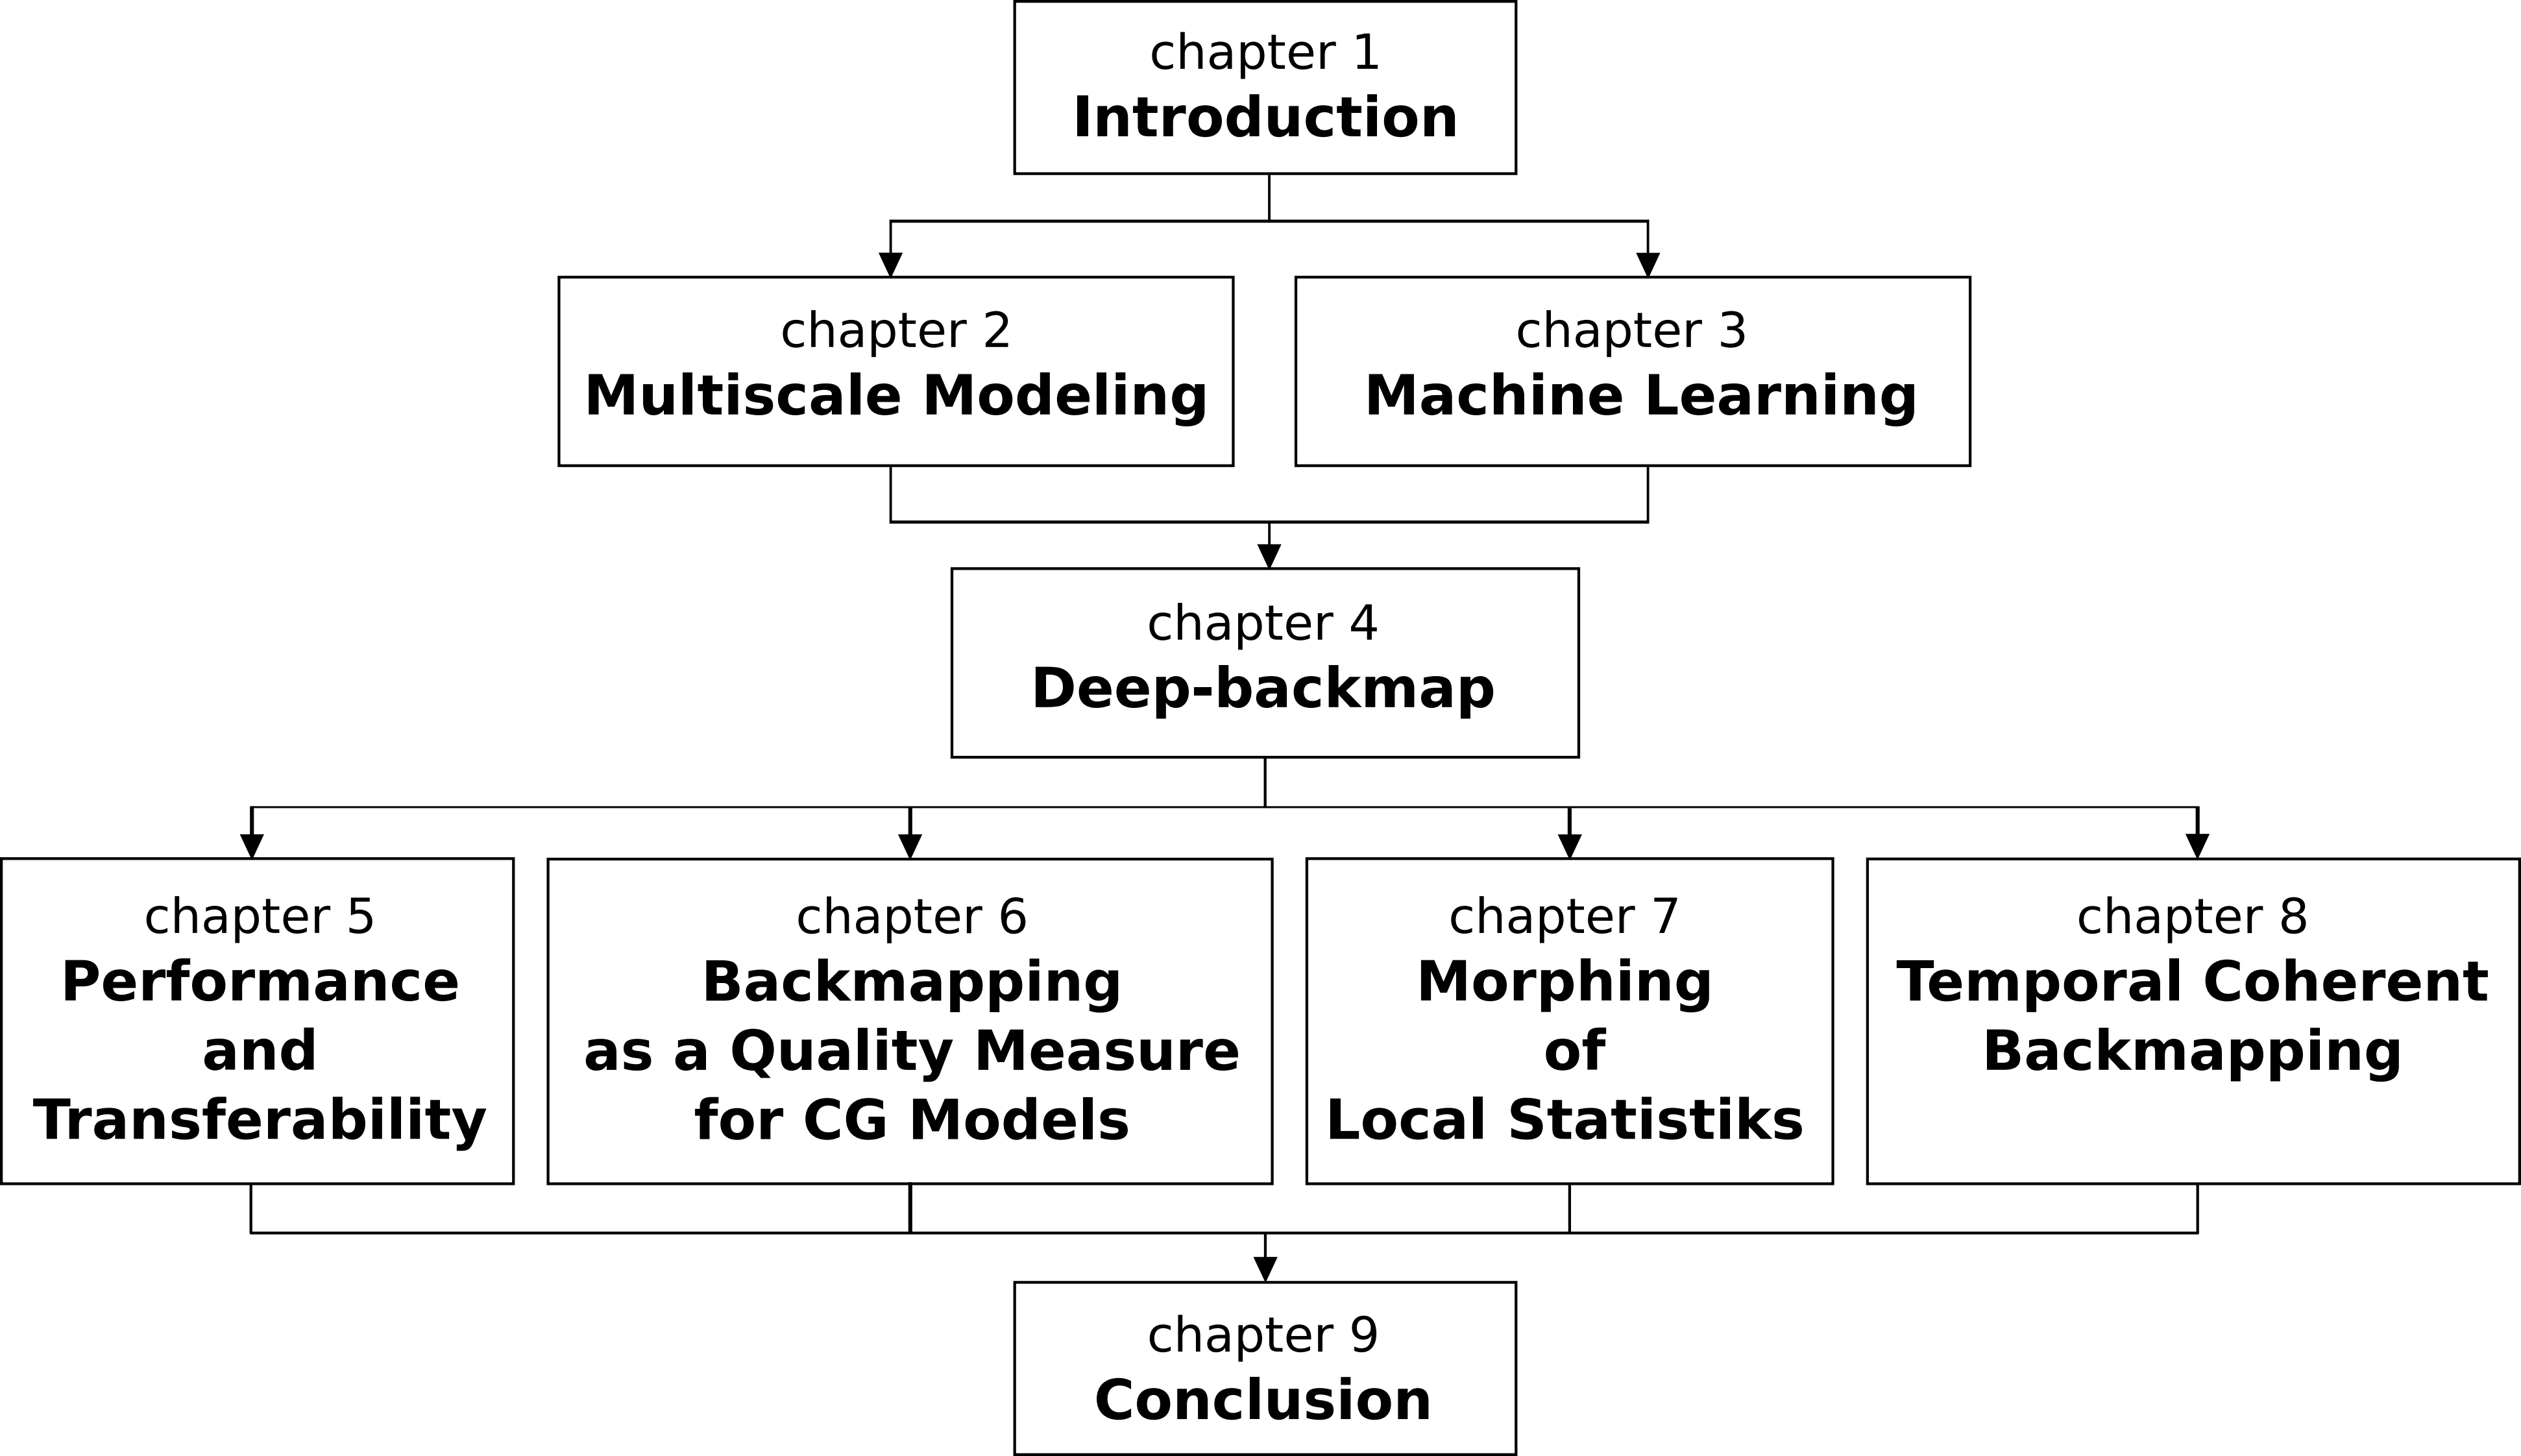 chapter 1
Introduction
chapter 2
Multiscale Modeling
chapter 3
Machine Learning
chapter 4
Deep-backmap
chapter 5
Performance
and
Transferability
chapter 6
Backmapping
as a Quality Measure
for CG Models
chapter 7
Morphing
of
Local Statistiks
chapter 8
Temporal Coherent
Backmapping
chapter 9
Conclusion